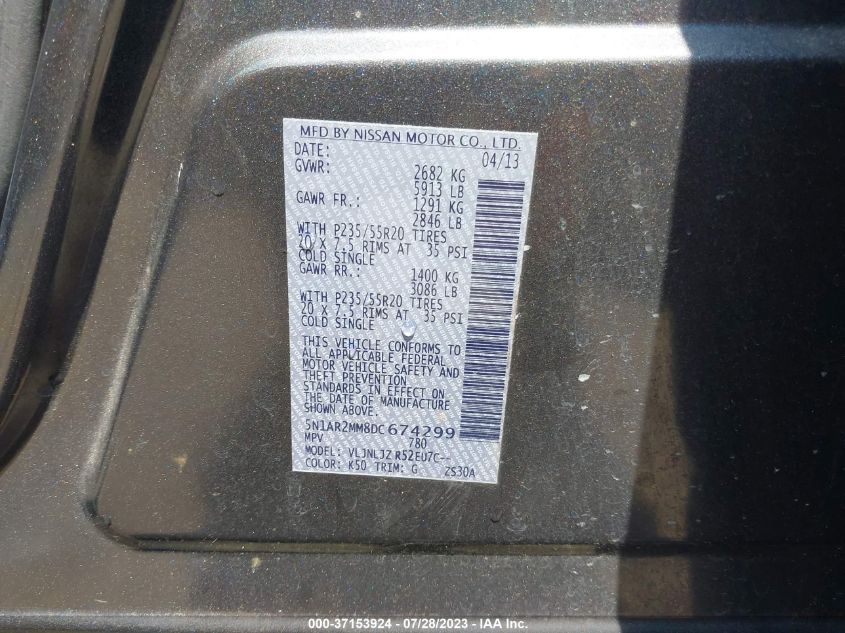 MFD BY NISSAN MOTOR CO., LTD.
DATE: 04/13
GVWR: 2682 KG
5913 LB
GAWR FR.: 1291 KG
2846 LB
WITH P235/55R20 TIRES
20 X 7.5 RIMS AT 35 PSI
COLD SINGLE
GAWR RR.: 1400 KG
3086 LB
WITH P235/55R20 TIRES
20 X 7.5 RIMS AT 35 PSI
COLD SINGLE
THIS VEHICLE CONFORMS TO
ALL APPLICABLE FEDERAL
MOTOR VEHICLE SAFETY AND
THEFT PREVENTION
STANDARDS IN EFFECT ON
THE DATE OF MANUFACTURE
SHOWN ABOVE.
5N1AR2MM8DC674299
MPV 780
MODEL: VLJNLJZ R52EU7C--
COLOR: K50 TRIM: G ZS30A
000-37153924 - 07/28/2023 - IAA Inc.